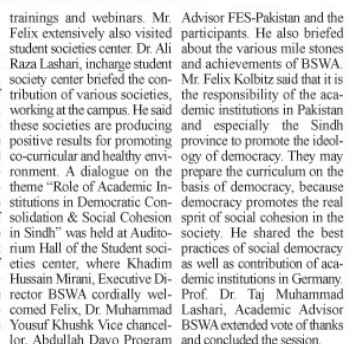 trainings and webinars. Mr.
Felix extensively also visited
student societies center. Dr. Ali
Raza Lashari, incharge student
society center briefed the con-
tribution of various societies,
working at the campus. He said
these societies are producing
positive results for promoting
co-curricular and healthy envi-
ronment. A dialogue on the
theme “Role of Academic In-
stitutions in Democratic Con-
solidation & Social Cohesion
in Sindh” was held at Audito-
rium Hall of the Student soci-
eties center, where Khadim
Hussain Mirani, Executive Di-
rector BSWA cordially wel-
comed Felix, Dr. Muhammad
Yousuf Khushk Vice chancel-
lor, Abdullah Dayo Program
Advisor FES-Pakistan and the
participants. He also briefed
about the various mile stones
and achievements of BSWA.
Mr. Felix Kolbitz said that it is
the responsibility of the aca-
demic institutions in Pakistan
and especially the Sindh
province to promote the ideol-
ogy of democracy. They may
prepare the curriculum on the
basis of democracy, because
democracy promotes the real
sprit of social cohesion in the
society. He shared the best
practices of social democracy
as well as contribution of aca-
demic institutions in Germany.
Prof. Dr. Taj Muhammad
Lashari, Academic Advisor
BSWA extended vote of thanks
and concluded the session.